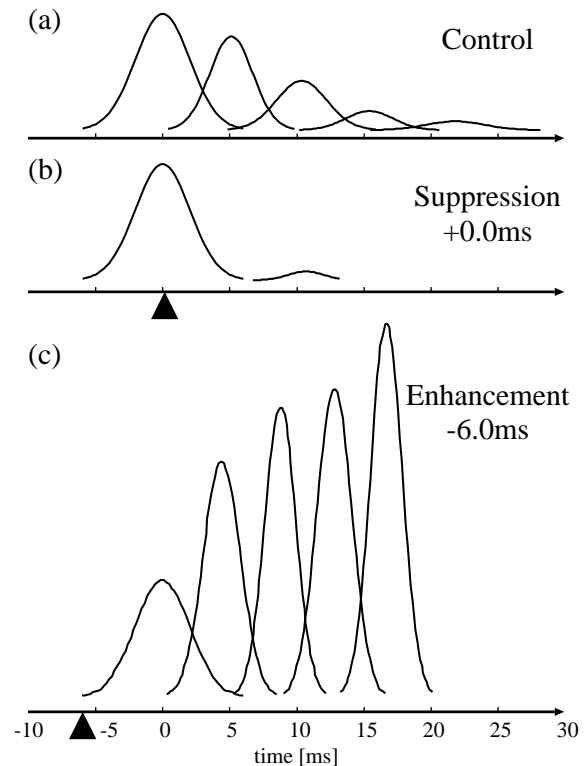 (a)
Control
(b)
Suppression
+0.0ms
(c)
Enhancement
-6.0ms
-10 -5 0 5 10 15 20 25 30
time [ms]